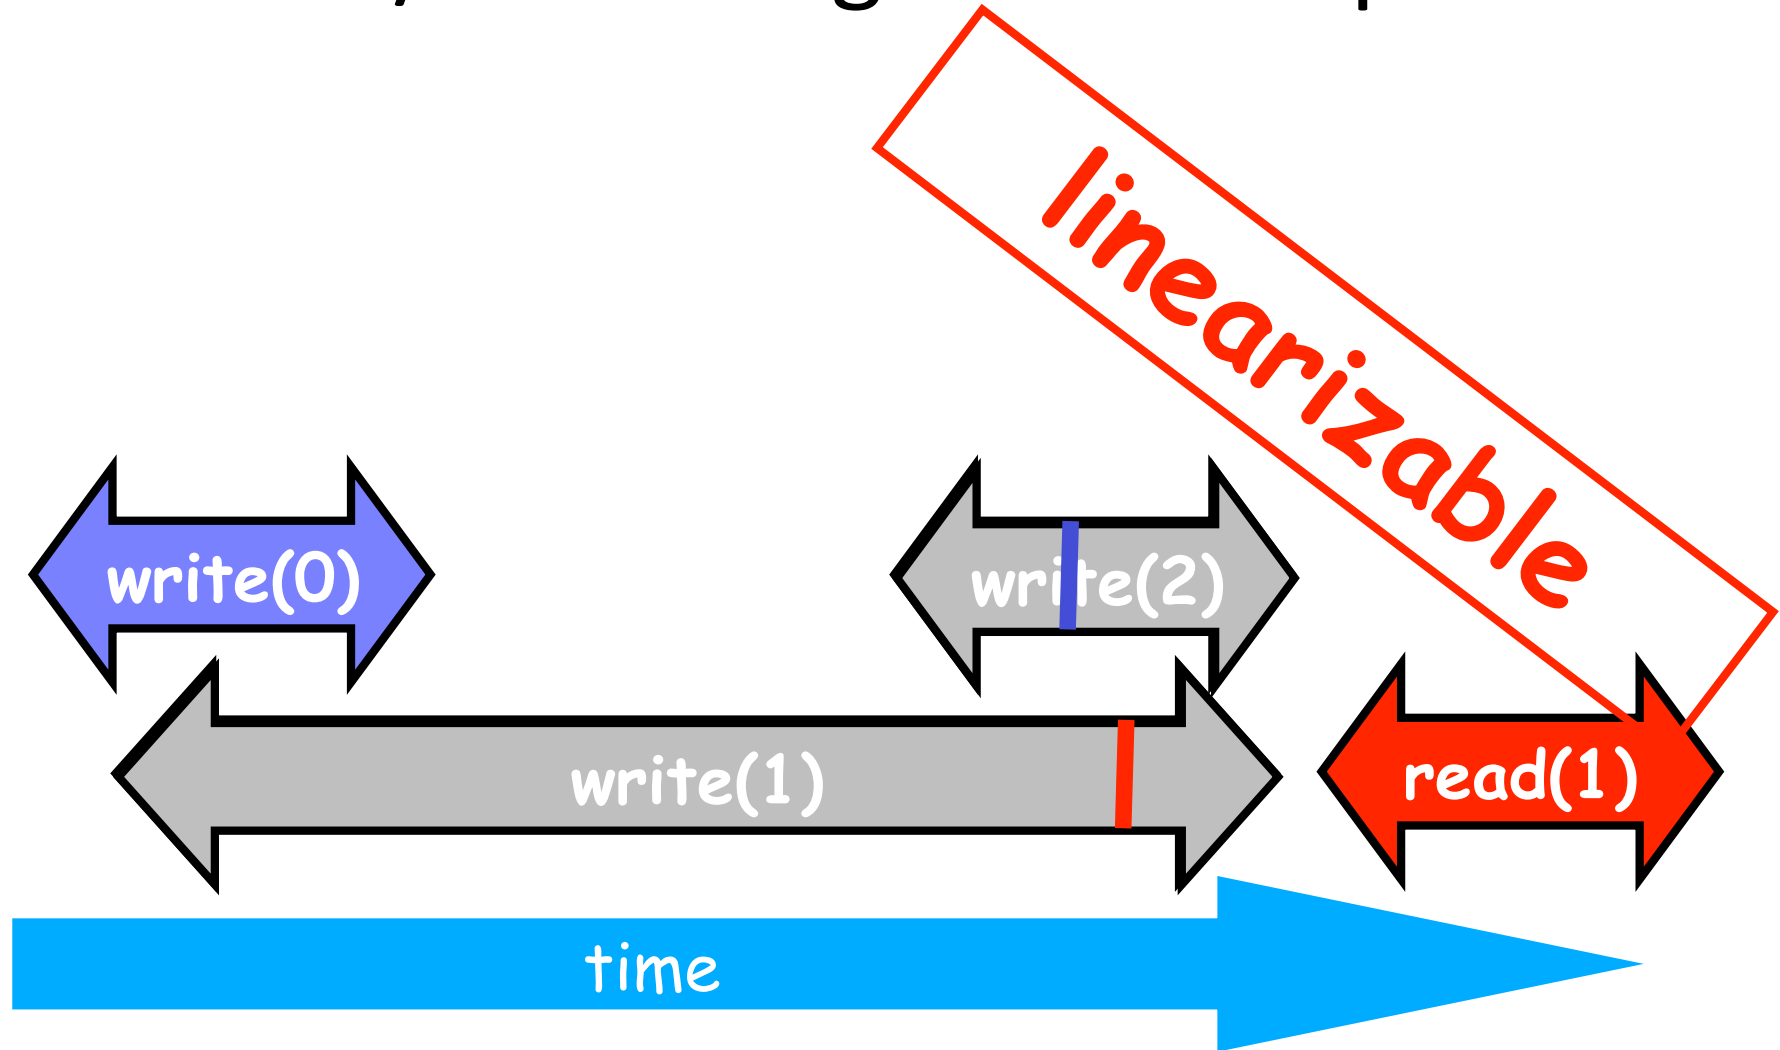 linearizable
write(0)
write(2)
write(1)
read(1)
time